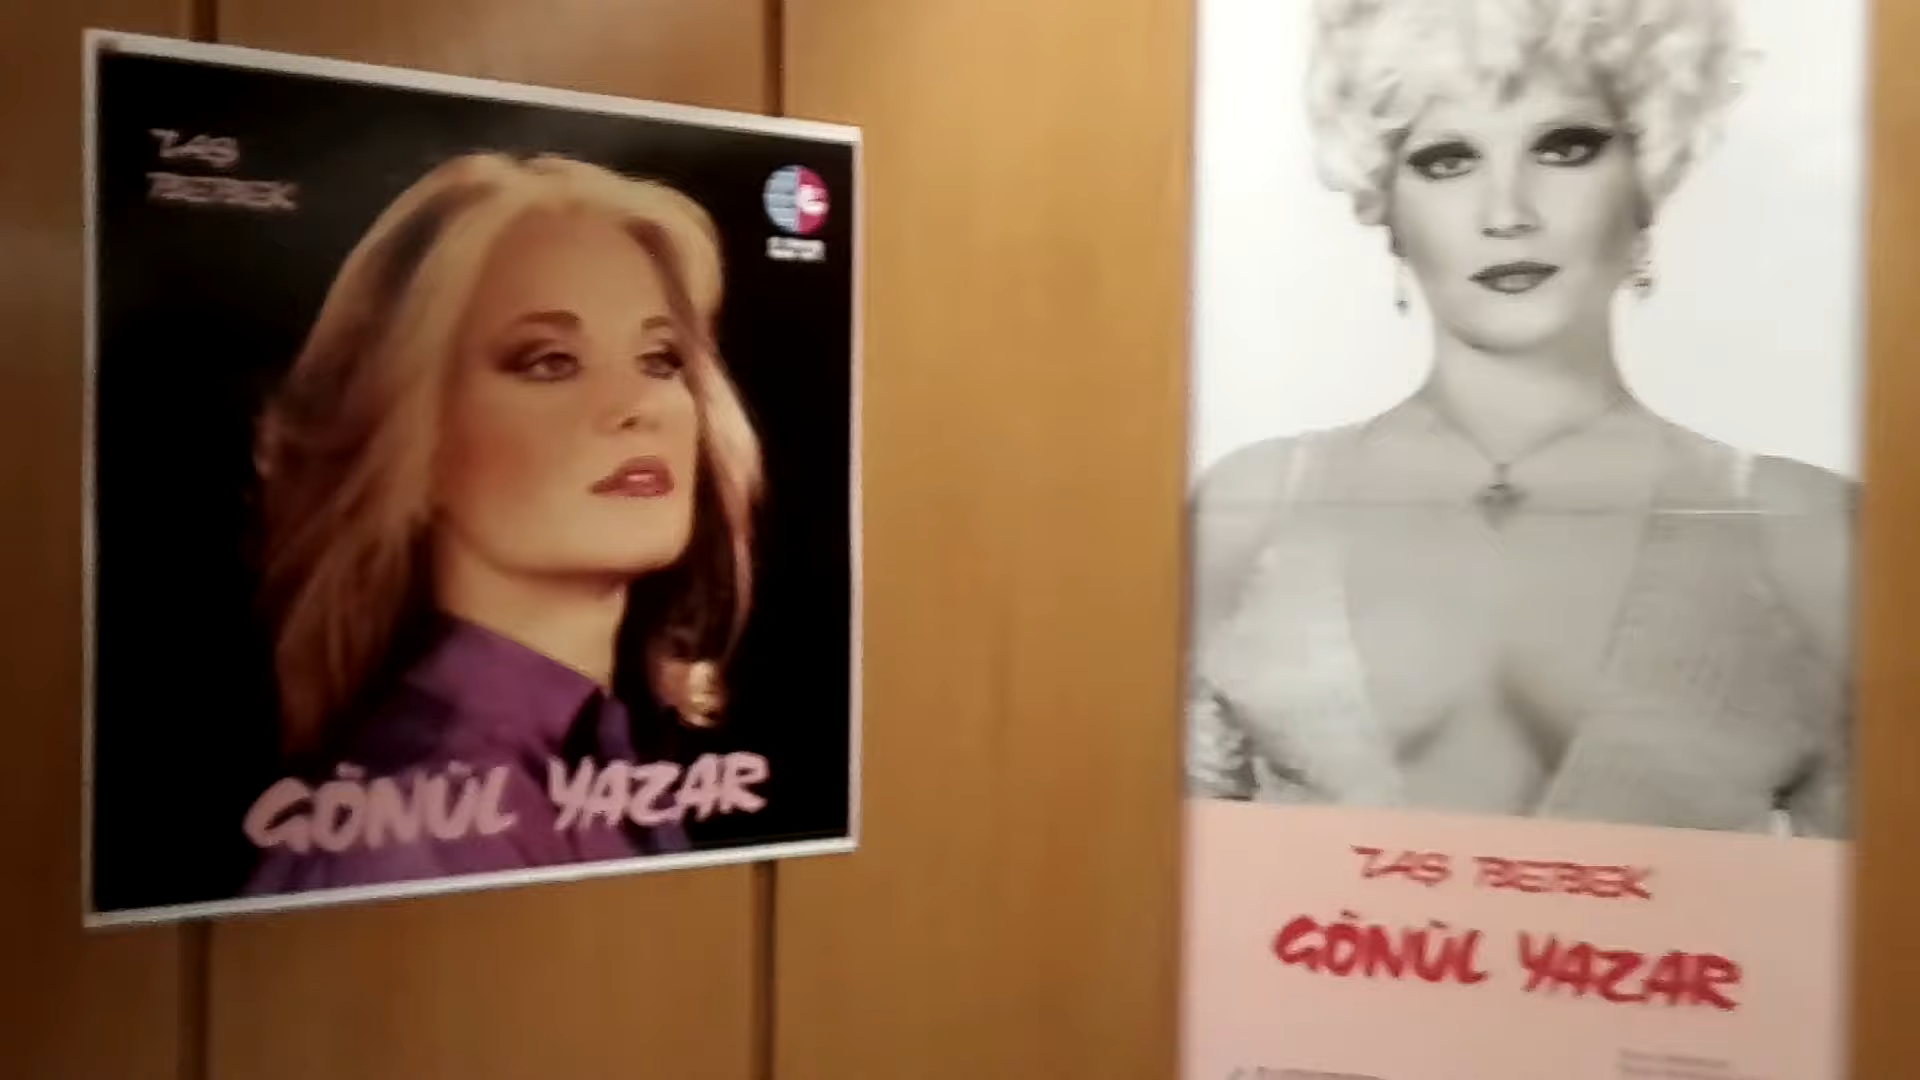 TAŞ
BEBEK
GÖNÜL YAZAR
TAŞ BEBEK
GÖNÜL YAZAR